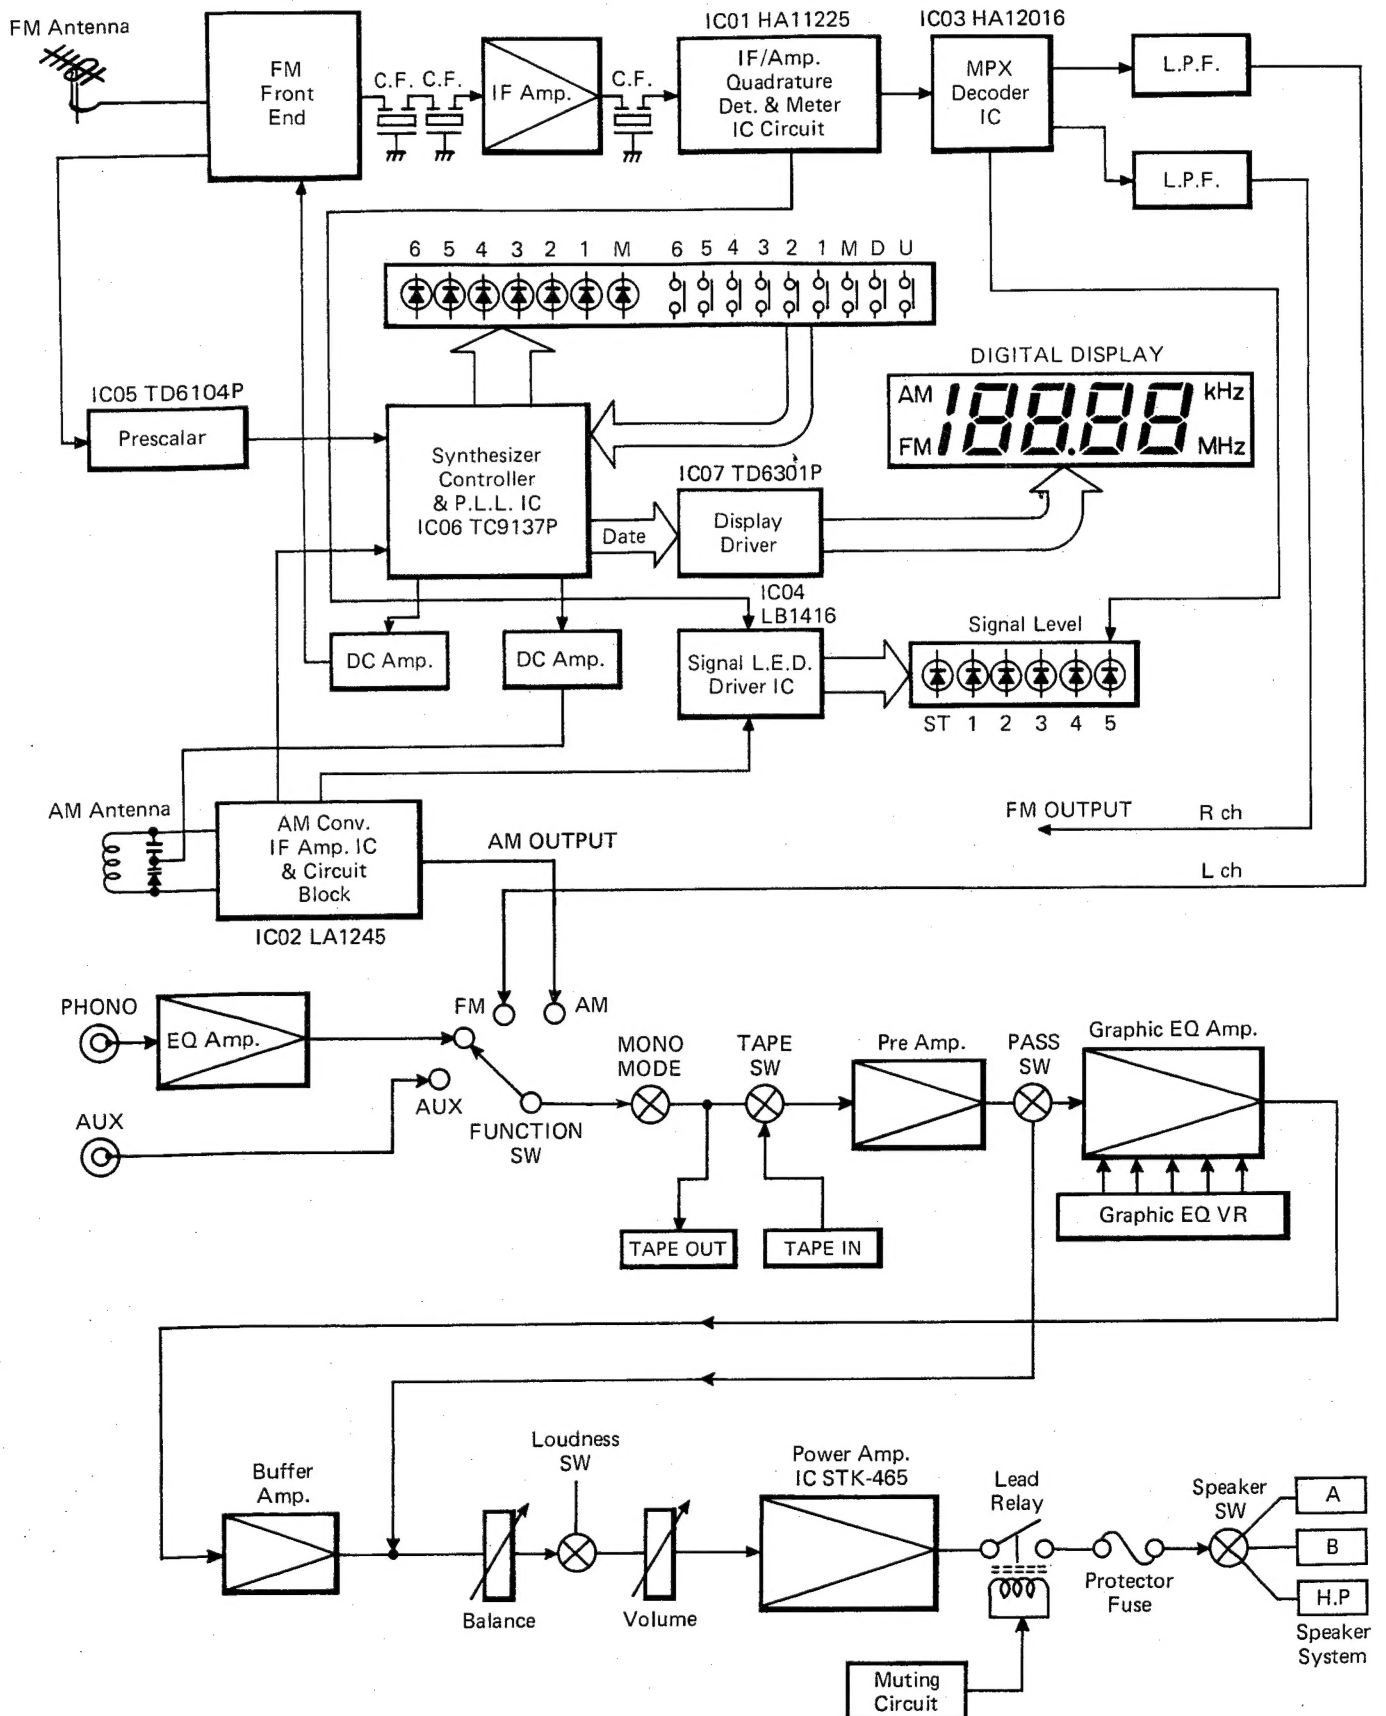 FM Antenna
FM
Front
End
C.F.
C.F.
IF Amp.
C.F.
IC01 HA11225
IF/Amp.
Quadrature
Det. & Meter
IC Circuit
IC03 HA12016
MPX
Decoder
IC
L.P.F.
L.P.F.
6 5 4 3 2 1 M
6 5 4 3 2 1 M D U
DIGITAL DISPLAY
AM 188.88 kHz
FM MHz
IC05 TD6104P
Prescalar
Synthesizer
Controller
& P.L.L. IC
IC06 TC9137P
Date
IC07 TD6301P
Display
Driver
DC Amp.
DC Amp.
IC04
LB1416
Signal L.E.D.
Driver IC
Signal Level
ST 1 2 3 4 5
AM Antenna
AM Conv.
IF Amp. IC
& Circuit
Block
IC02 LA1245
AM OUTPUT
FM OUTPUT
R ch
L ch
PHONO
EQ Amp.
AUX
FM
AM
AUX
FUNCTION
SW
MONO
MODE
TAPE
SW
TAPE OUT
TAPE IN
Pre Amp.
PASS
SW
Graphic EQ Amp.
Graphic EQ VR
Buffer
Amp.
Balance
Loudness
SW
Volume
Power Amp.
IC STK-465
Lead
Relay
Muting
Circuit
Protector
Fuse
Speaker
SW
A
B
H.P
Speaker
System